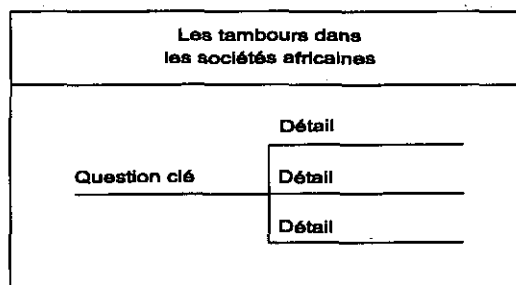 Les tambours dans
les sociétés africaines
Détail
Question clé
Détail
Détail